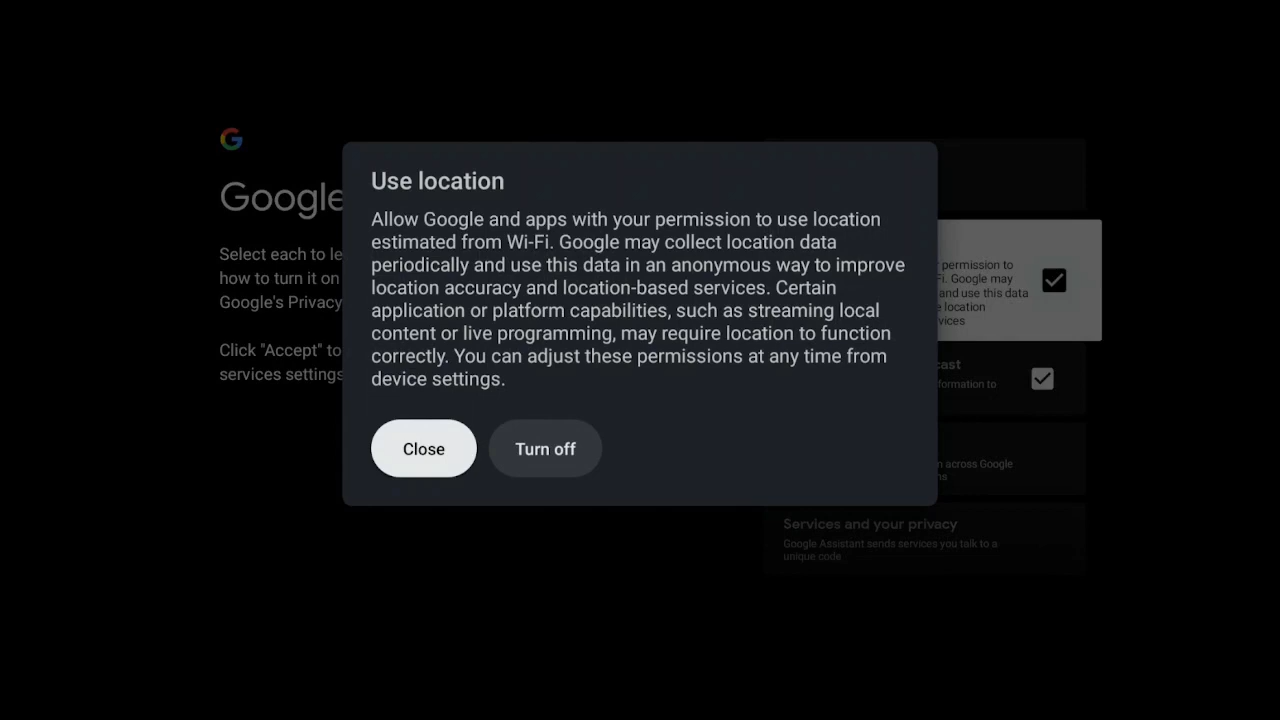 Google
Select each to le
how to turn it on
Google's Privacy
Click "Accept" to
services settings
Use location
Allow Google and apps with your permission to use location
estimated from Wi-Fi. Google may collect location data
periodically and use this data in an anonymous way to improve
location accuracy and location-based services. Certain
application or platform capabilities, such as streaming local
content or live programming, may require location to function
correctly. You can adjust these permissions at any time from
device settings.
Close
Turn off
permission to
Fi. Google may
and use this data
e location
vices
cast
formation to
across Google
ns
Services and your privacy
Google Assistant sends services you talk to a
unique code